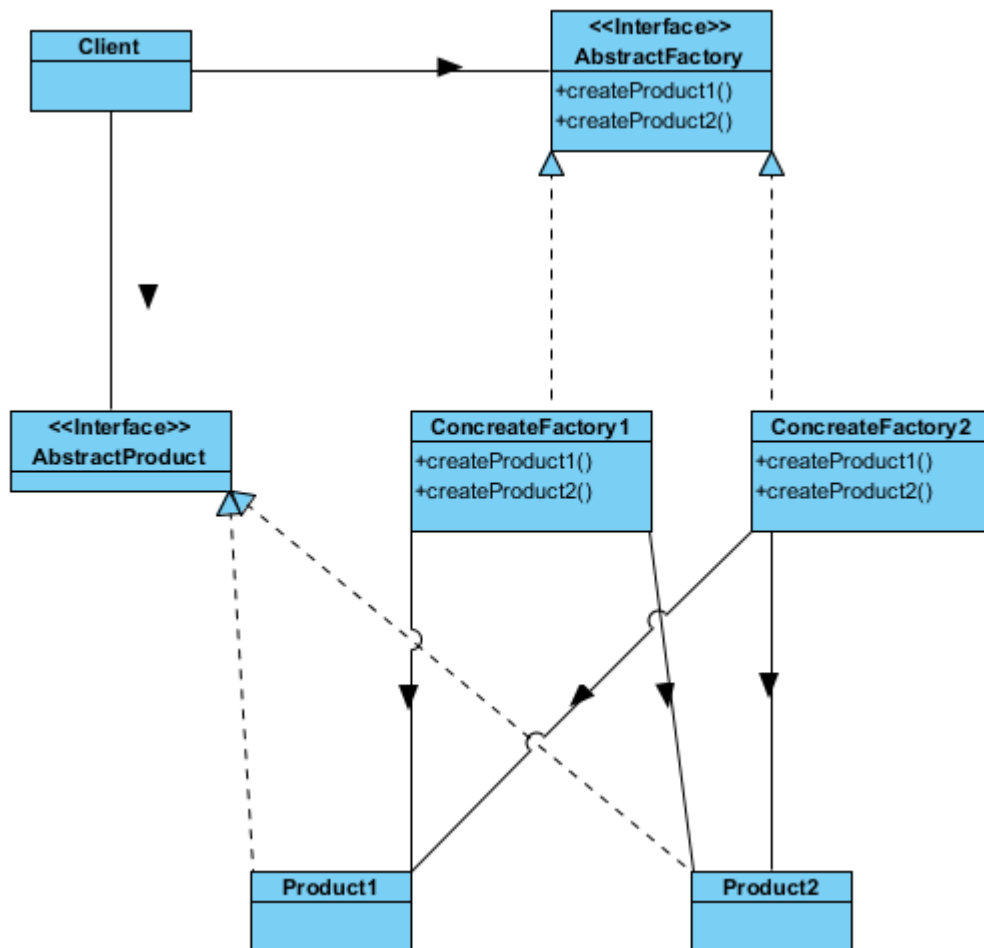 Client
<<Interface>>
AbstractFactory
+createProduct1()
+createProduct2()
<<Interface>>
AbstractProduct
ConcreateFactory1
+createProduct1()
+createProduct2()
ConcreateFactory2
+createProduct1()
+createProduct2()
Product1
Product2